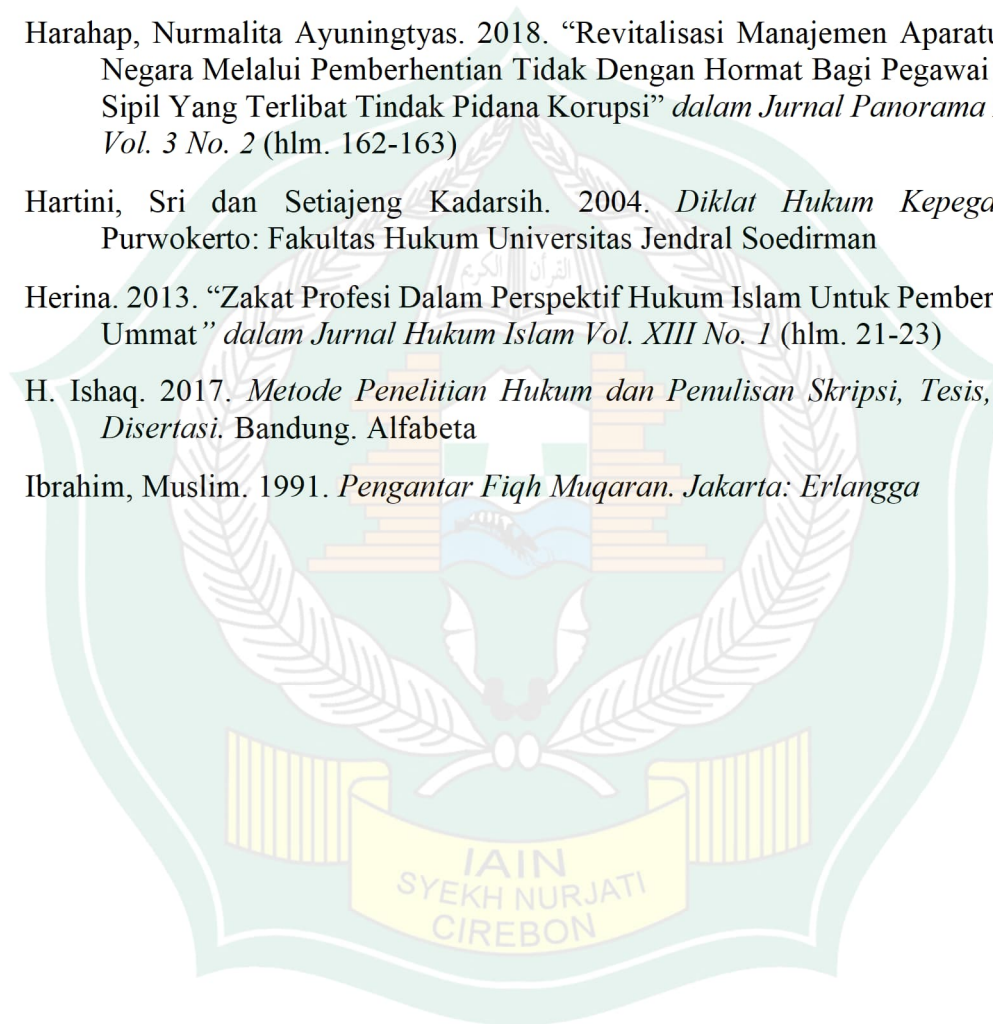 Harahap, Nurmalita Ayuningtyas. 2018. “Revitalisasi Manajemen
Negara Melalui Pemberhentian Tidak Dengan Hormat Bagi Pegawai
Sipil Yang Terlibat Tindak Pidana Korupsi” dalam Jurnal Panorama
Vol. 3 No. 2 (hlm. 162-163)
Hartini, Sri dan Setiajeng Kadarsih. 2004. Diklat Hukum
Purwokerto: Fakultas Hukum Universitas Jendral Soedirman
Herina. 2013. “Zakat Profesi Dalam Perspektif Hukum Islam Untuk
Ummat” dalam Jurnal Hukum Islam Vol. XIII No. 1 (hlm. 21-23)
H. Ishaq. 2017. Metode Penelitian Hukum dan Penulisan Skripsi, Tesis,
Disertasi. Bandung. Alfabeta
Ibrahim, Muslim. 1991. Pengantar Fiqh Muqaran. Jakarta: Erlangga
القرآن الكريم
IAIN
SYEKH NURJATI
CIREBON